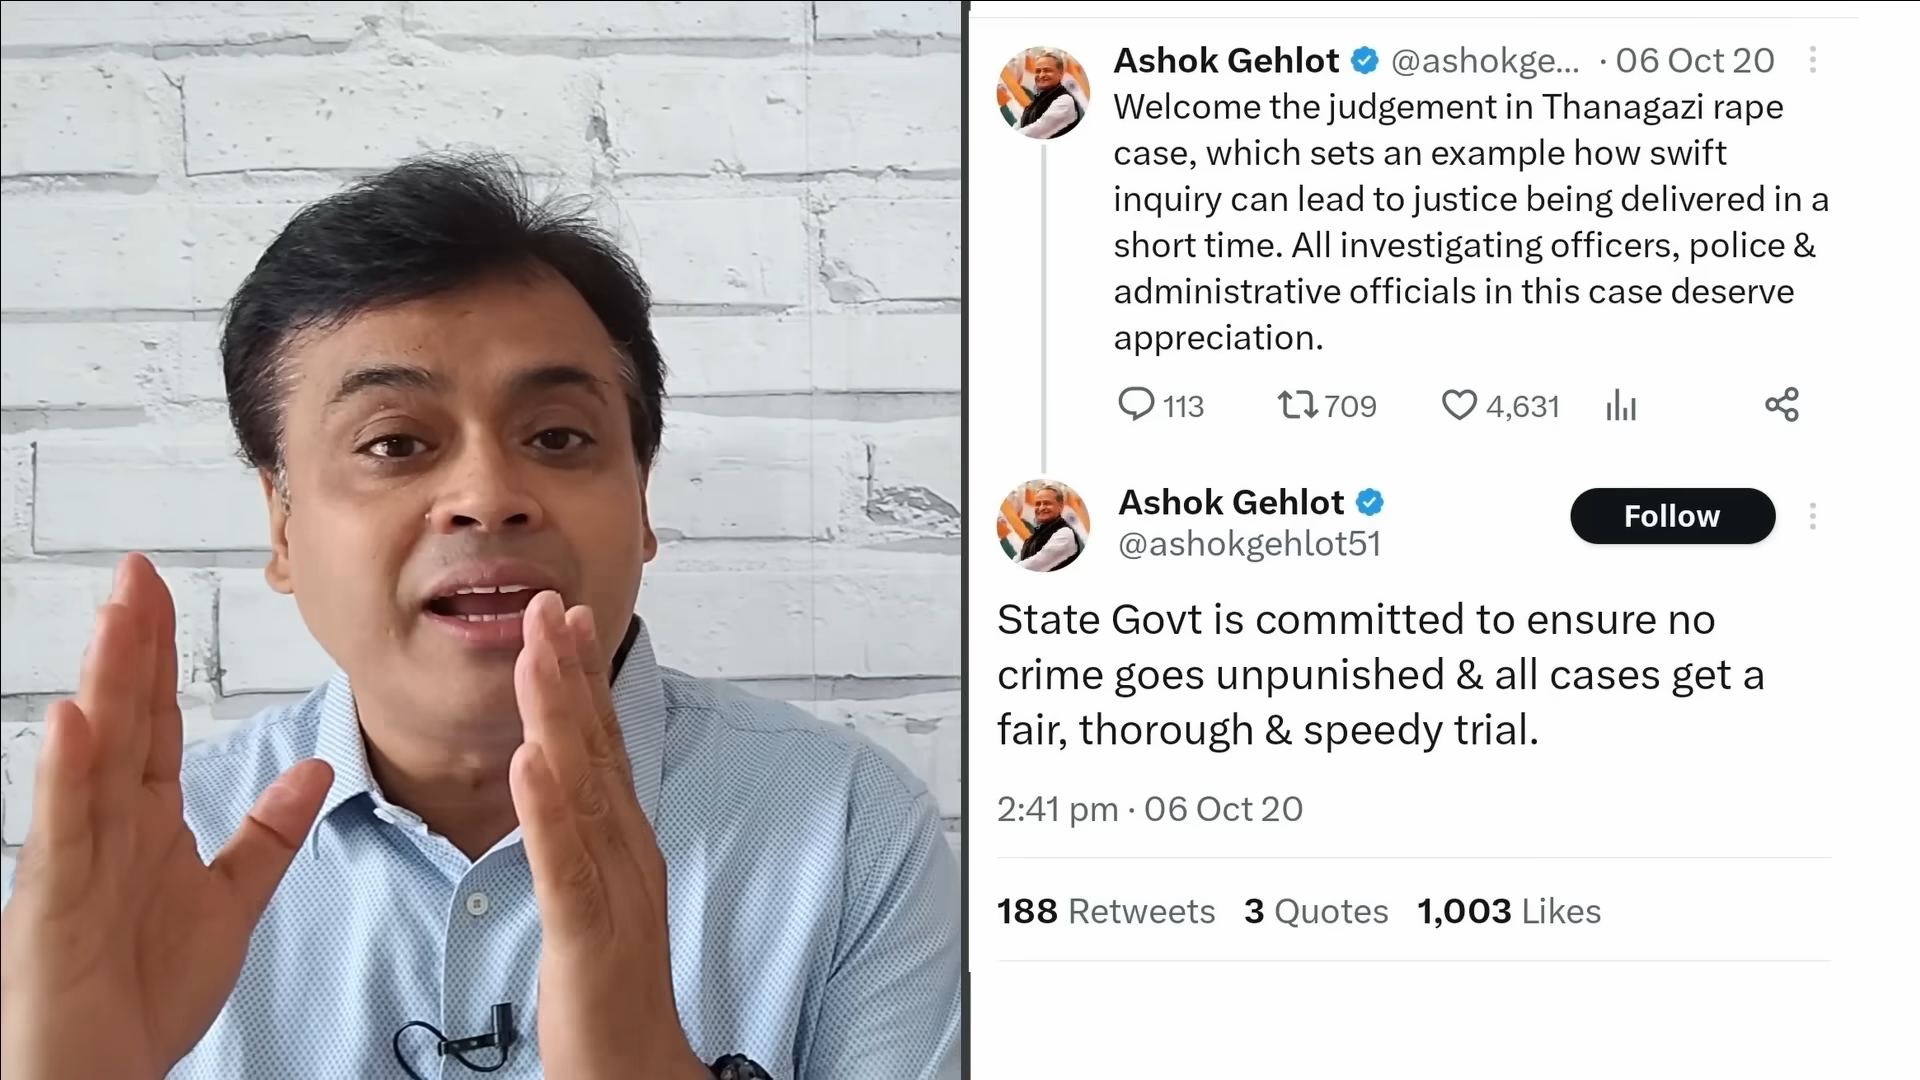 Ashok Gehlot @ashokge... · 06 Oct 20
Welcome the judgement in Thanagazi rape
case, which sets an example how swift
inquiry can lead to justice being delivered in a
short time. All investigating officers, police &
administrative officials in this case deserve
appreciation.
113 709 4,631
Ashok Gehlot
@ashokgehlot51
Follow
State Govt is committed to ensure no
crime goes unpunished & all cases get a
fair, thorough & speedy trial.
2:41 pm · 06 Oct 20
188 Retweets 3 Quotes 1,003 Likes